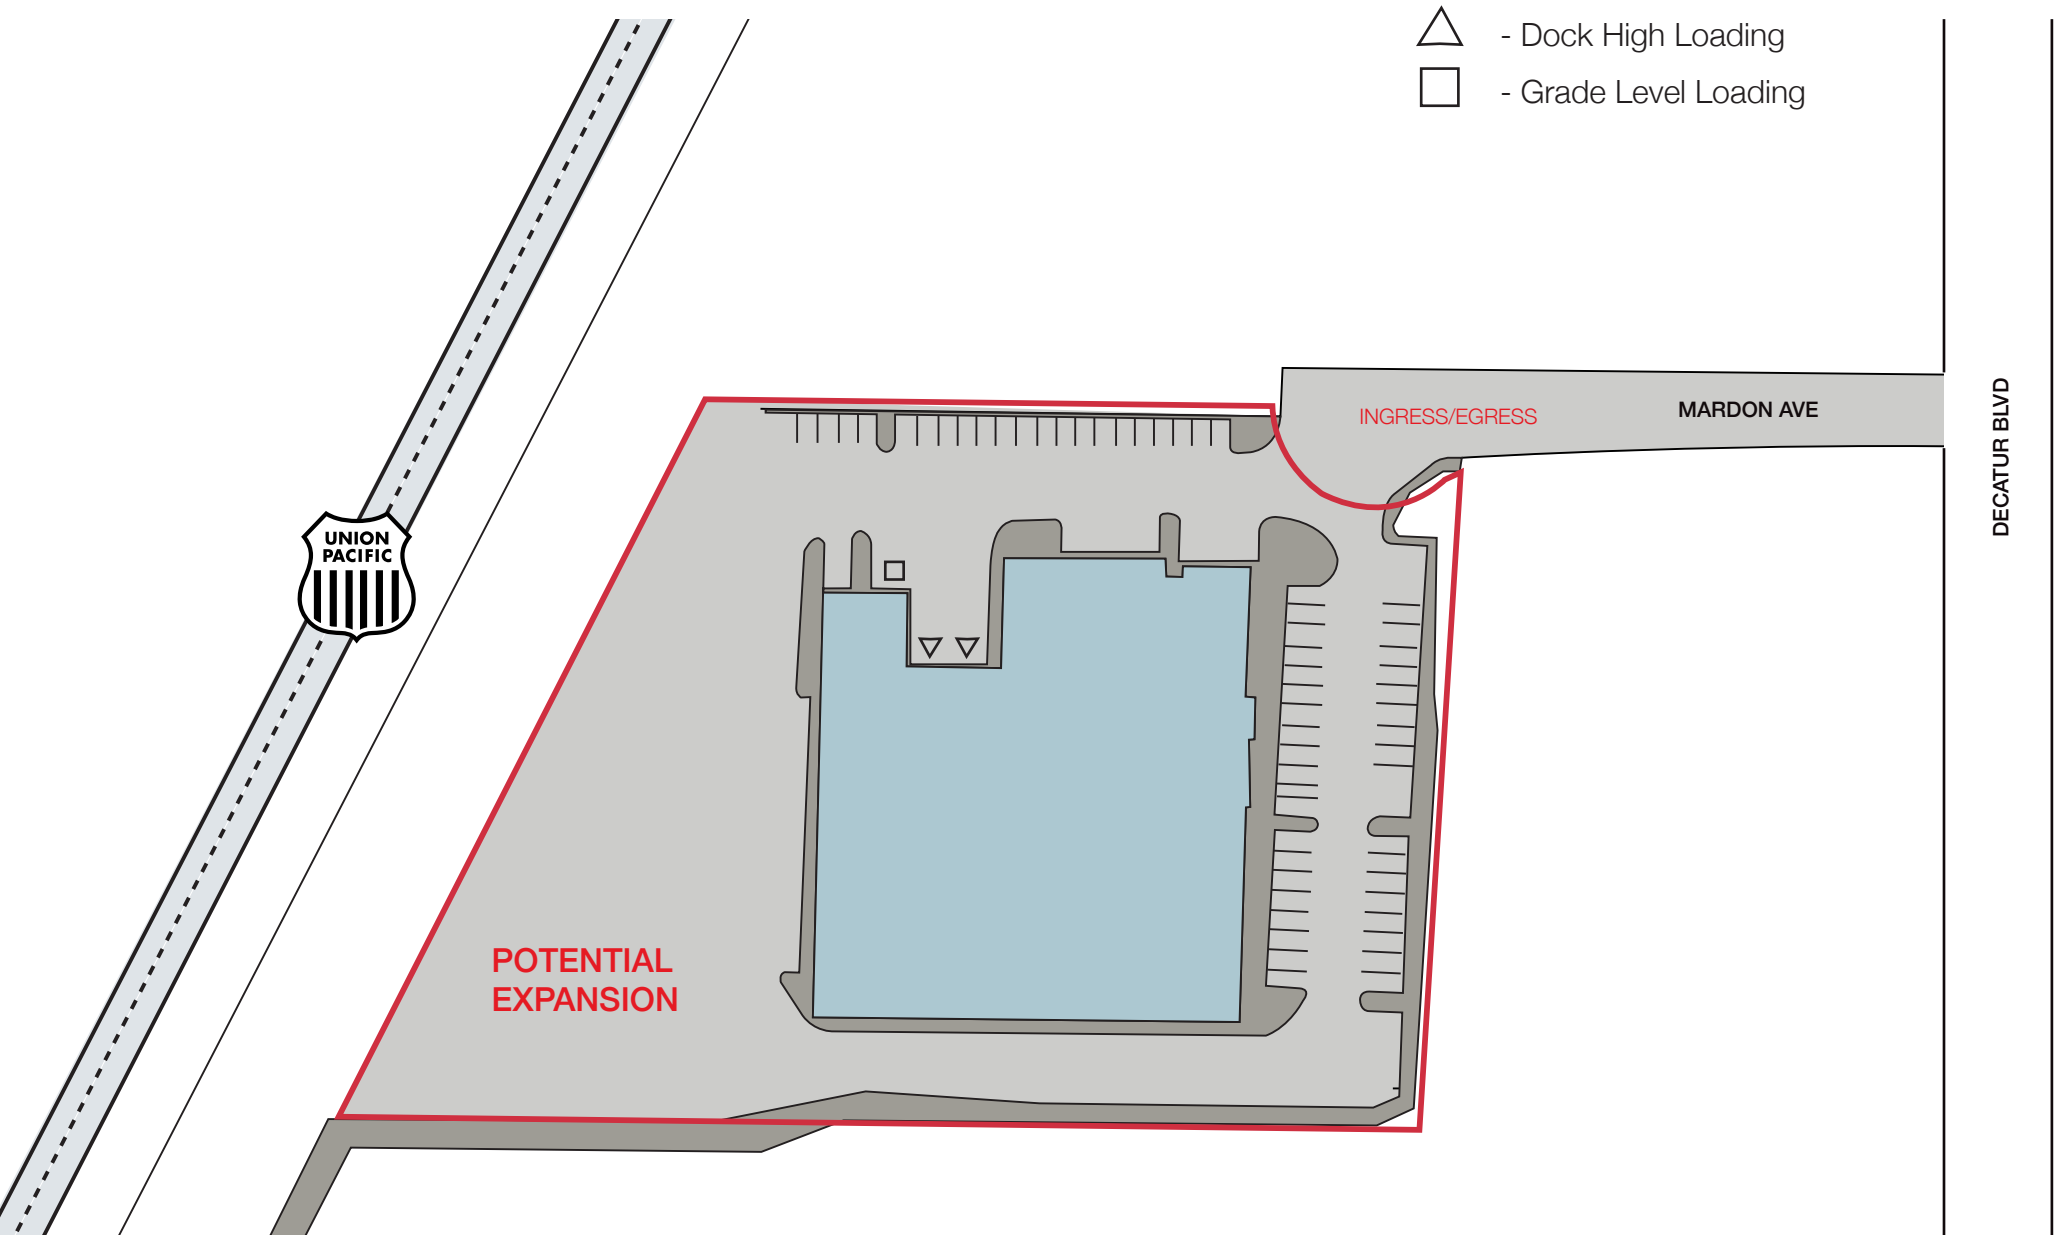 - Dock High Loading
- Grade Level Loading
INGRESS/EGRESS
MARDON AVE
DECATUR BLVD
UNION
PACIFIC
POTENTIAL
EXPANSION